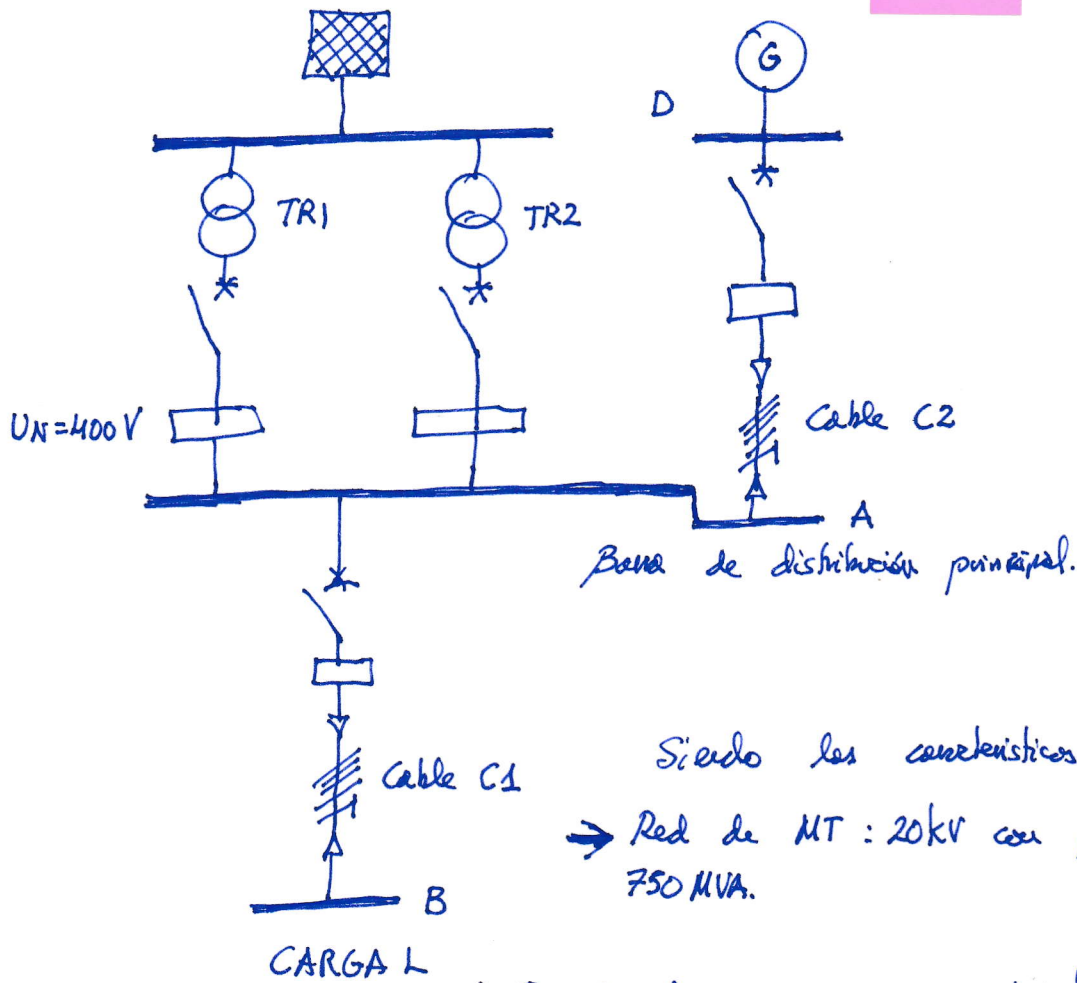 G
D
TR1
TR2
UN=400V
Cable C2
A
Barra de distribución principal.
Cable C1
Siendo las características
→ Red de MT : 20kV con
750 MVA.
B
CARGA L